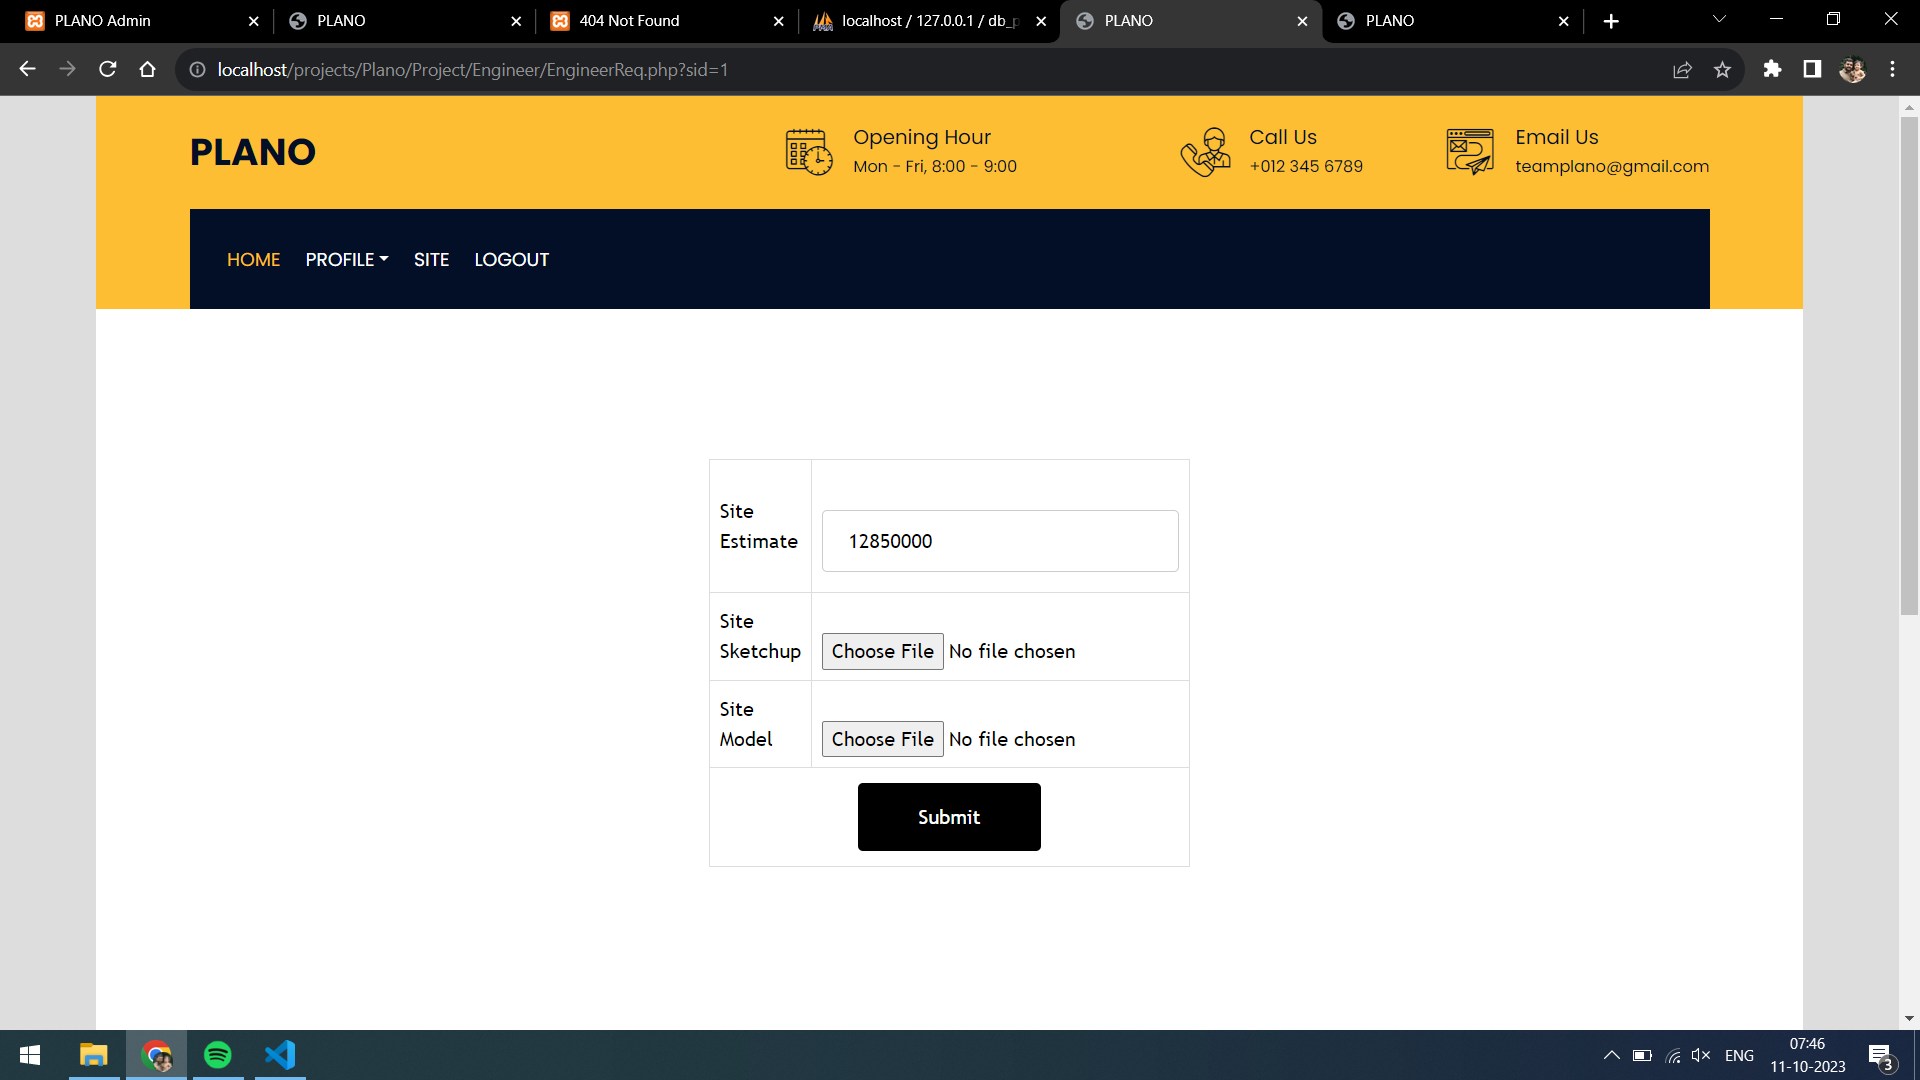 PLANO Admin
PLANO
404 Not Found
localhost / 127.0.0.1 / db_p
PLANO
PLANO
localhost/projects/Plano/Project/Engineer/EngineerReq.php?sid=1
PLANO
Opening Hour
Mon - Fri, 8:00 - 9:00
Call Us
+012 345 6789
Email Us
teamplano@gmail.com
HOME
PROFILE
SITE
LOGOUT
Site
Estimate
12850000
Site
Sketchup
Choose File No file chosen
Site
Model
Choose File No file chosen
Submit
ENG
07:46
11-10-2023
3